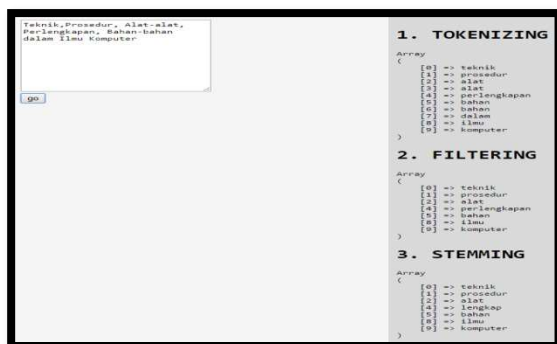 Teknik,Prosedur, Alat-alat,
Perlengkapan, Bahan-bahan
dalam Ilmu Komputer
go
1. TOKENIZING
Array
(
[0] => teknik
[1] => prosedur
[2] => alat
[3] => alat
[4] => perlengkapan
[5] => bahan
[6] => bahan
[7] => dalam
[8] => ilmu
[9] => komputer
)
2. FILTERING
Array
(
[0] => teknik
[1] => prosedur
[2] => alat
[4] => perlengkapan
[5] => bahan
[8] => ilmu
[9] => komputer
)
3. STEMMING
Array
(
[0] => teknik
[1] => prosedur
[2] => alat
[4] => lengkap
[5] => bahan
[8] => ilmu
[9] => komputer
)